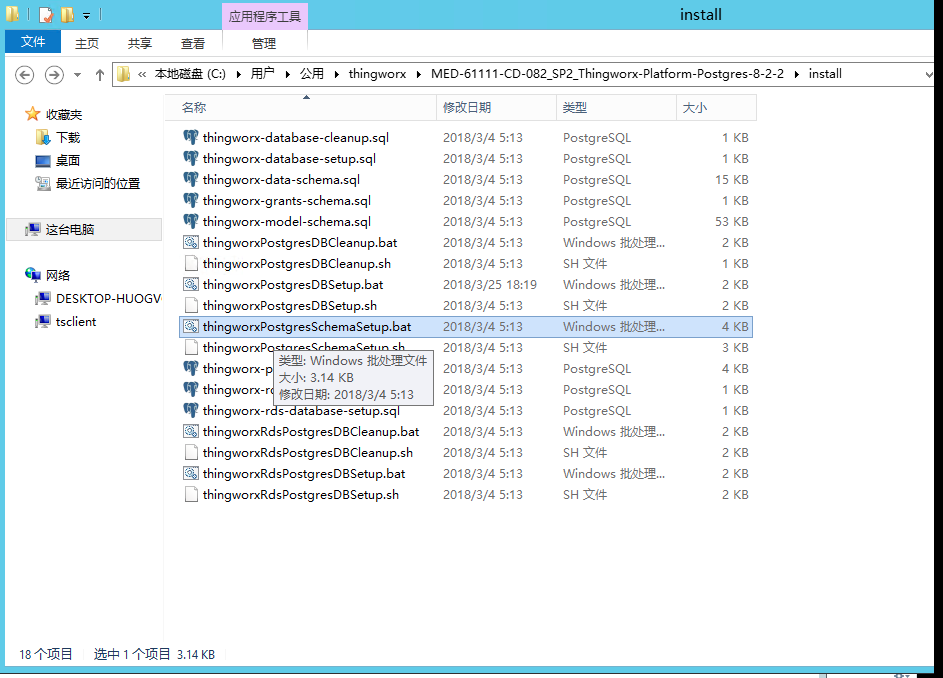 应用程序工具 install
文件 主页 共享 查看 管理
« 本地磁盘 (C:) 用户 公用 thingworx MED-61111-CD-082_SP2_Thingworx-Platform-Postgres-8-2-2 install
收藏夹
下载
桌面
最近访问的位置
这台电脑
网络
DESKTOP-HUOGV
tsclient
名称 修改日期 类型 大小
thingworx-database-cleanup.sql 2018/3/4 5:13 PostgreSQL 1 KB
thingworx-database-setup.sql 2018/3/4 5:13 PostgreSQL 1 KB
thingworx-data-schema.sql 2018/3/4 5:13 PostgreSQL 15 KB
thingworx-grants-schema.sql 2018/3/4 5:13 PostgreSQL 1 KB
thingworx-model-schema.sql 2018/3/4 5:13 PostgreSQL 53 KB
thingworxPostgresDBCleanup.bat 2018/3/4 5:13 Windows 批处理... 2 KB
thingworxPostgresDBCleanup.sh 2018/3/4 5:13 SH 文件 1 KB
thingworxPostgresDBSetup.bat 2018/3/25 18:19 Windows 批处理... 2 KB
thingworxPostgresDBSetup.sh 2018/3/4 5:13 SH 文件 2 KB
thingworxPostgresSchemaSetup.bat 2018/3/4 5:13 Windows 批处理... 4 KB
thingworxPostgresSchemaSetup.sh 2018/3/4 5:13 SH 文件 3 KB
thingworx-p 2018/3/4 5:13 PostgreSQL 4 KB
thingworx-r 2018/3/4 5:13 PostgreSQL 1 KB
thingworx-rds-database-setup.sql 2018/3/4 5:13 PostgreSQL 1 KB
thingworxRdsPostgresDBCleanup.bat 2018/3/4 5:13 Windows 批处理... 2 KB
thingworxRdsPostgresDBCleanup.sh 2018/3/4 5:13 SH 文件 2 KB
thingworxRdsPostgresDBSetup.bat 2018/3/4 5:13 Windows 批处理... 2 KB
thingworxRdsPostgresDBSetup.sh 2018/3/4 5:13 SH 文件 2 KB
类型: Windows 批处理文件
大小: 3.14 KB
修改日期: 2018/3/4 5:13
18 个项目 选中 1 个项目 3.14 KB